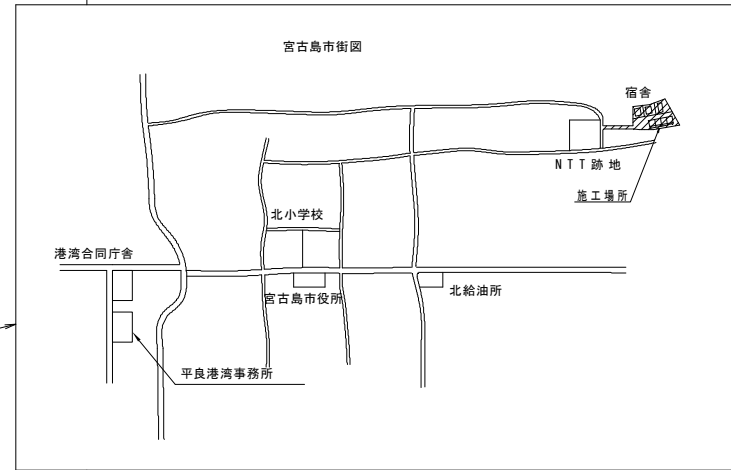 宮古島市街図
宿舎
NTT跡地
施工場所
北小学校
港湾合同庁舎
宮古島市役所
北給油所
平良港湾事務所